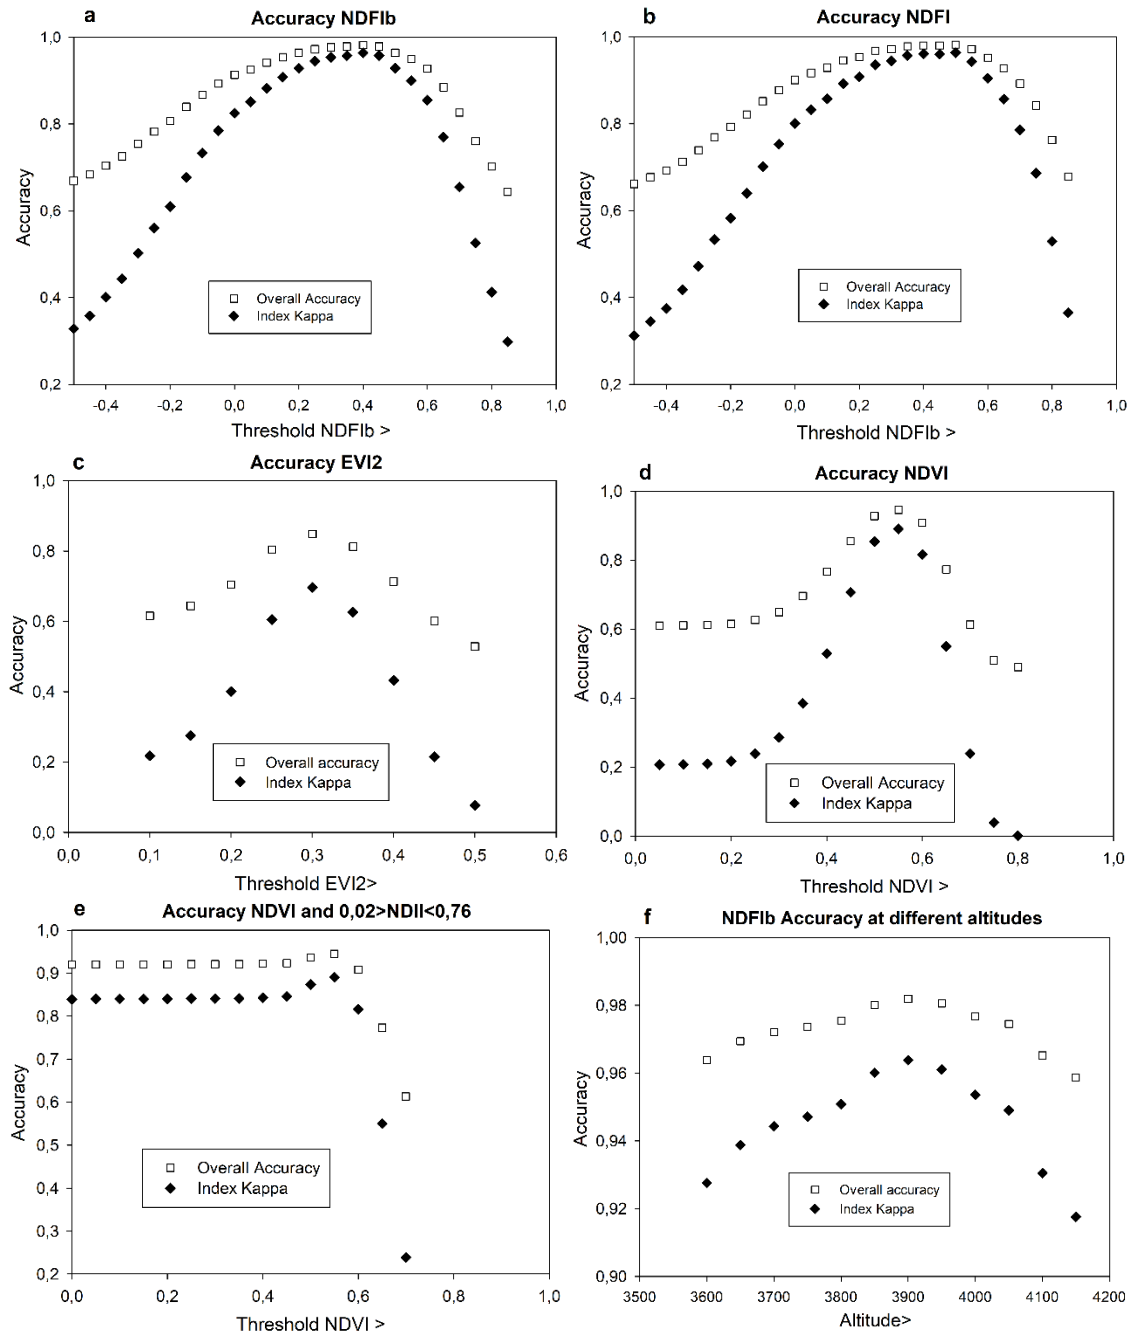 a
Accuracy NDFIb
1,0
0,8
0,6
0,4
0,2
Accuracy
Overall Accuracy
Index Kappa
-0,4 -0,2 0,0 0,2 0,4 0,6 0,8 1,0
Threshold NDFIb >
b
Accuracy NDFI
1,0
0,8
0,6
0,4
0,2
Accuracy
Overall Accuracy
Index Kappa
-0,4 -0,2 0,0 0,2 0,4 0,6 0,8 1,0
Threshold NDFIb >
c
Accuracy EVI2
1,0
0,8
0,6
0,4
0,2
0,0
Accuracy
Overall accuracy
Index Kappa
0,0 0,1 0,2 0,3 0,4 0,5 0,6
Threshold EVI2>
d
Accuracy NDVI
1,0
0,8
0,6
0,4
0,2
0,0
Accuracy
Overall Accuracy
Index Kappa
0,0 0,2 0,4 0,6 0,8 1,0
Threshold NDVI >
e
Accuracy NDVI and 0,02>NDII<0,76
1,0
0,9
0,8
0,7
0,6
0,5
0,4
0,3
0,2
Accuracy
Overall Accuracy
Index Kappa
0,0 0,2 0,4 0,6 0,8 1,0
Threshold NDVI >
f
NDFIb Accuracy at different altitudes
1,00
0,98
0,96
0,94
0,92
0,90
Accuracy
Overall accuracy
Index Kappa
3500 3600 3700 3800 3900 4000 4100 4200
Altitude>